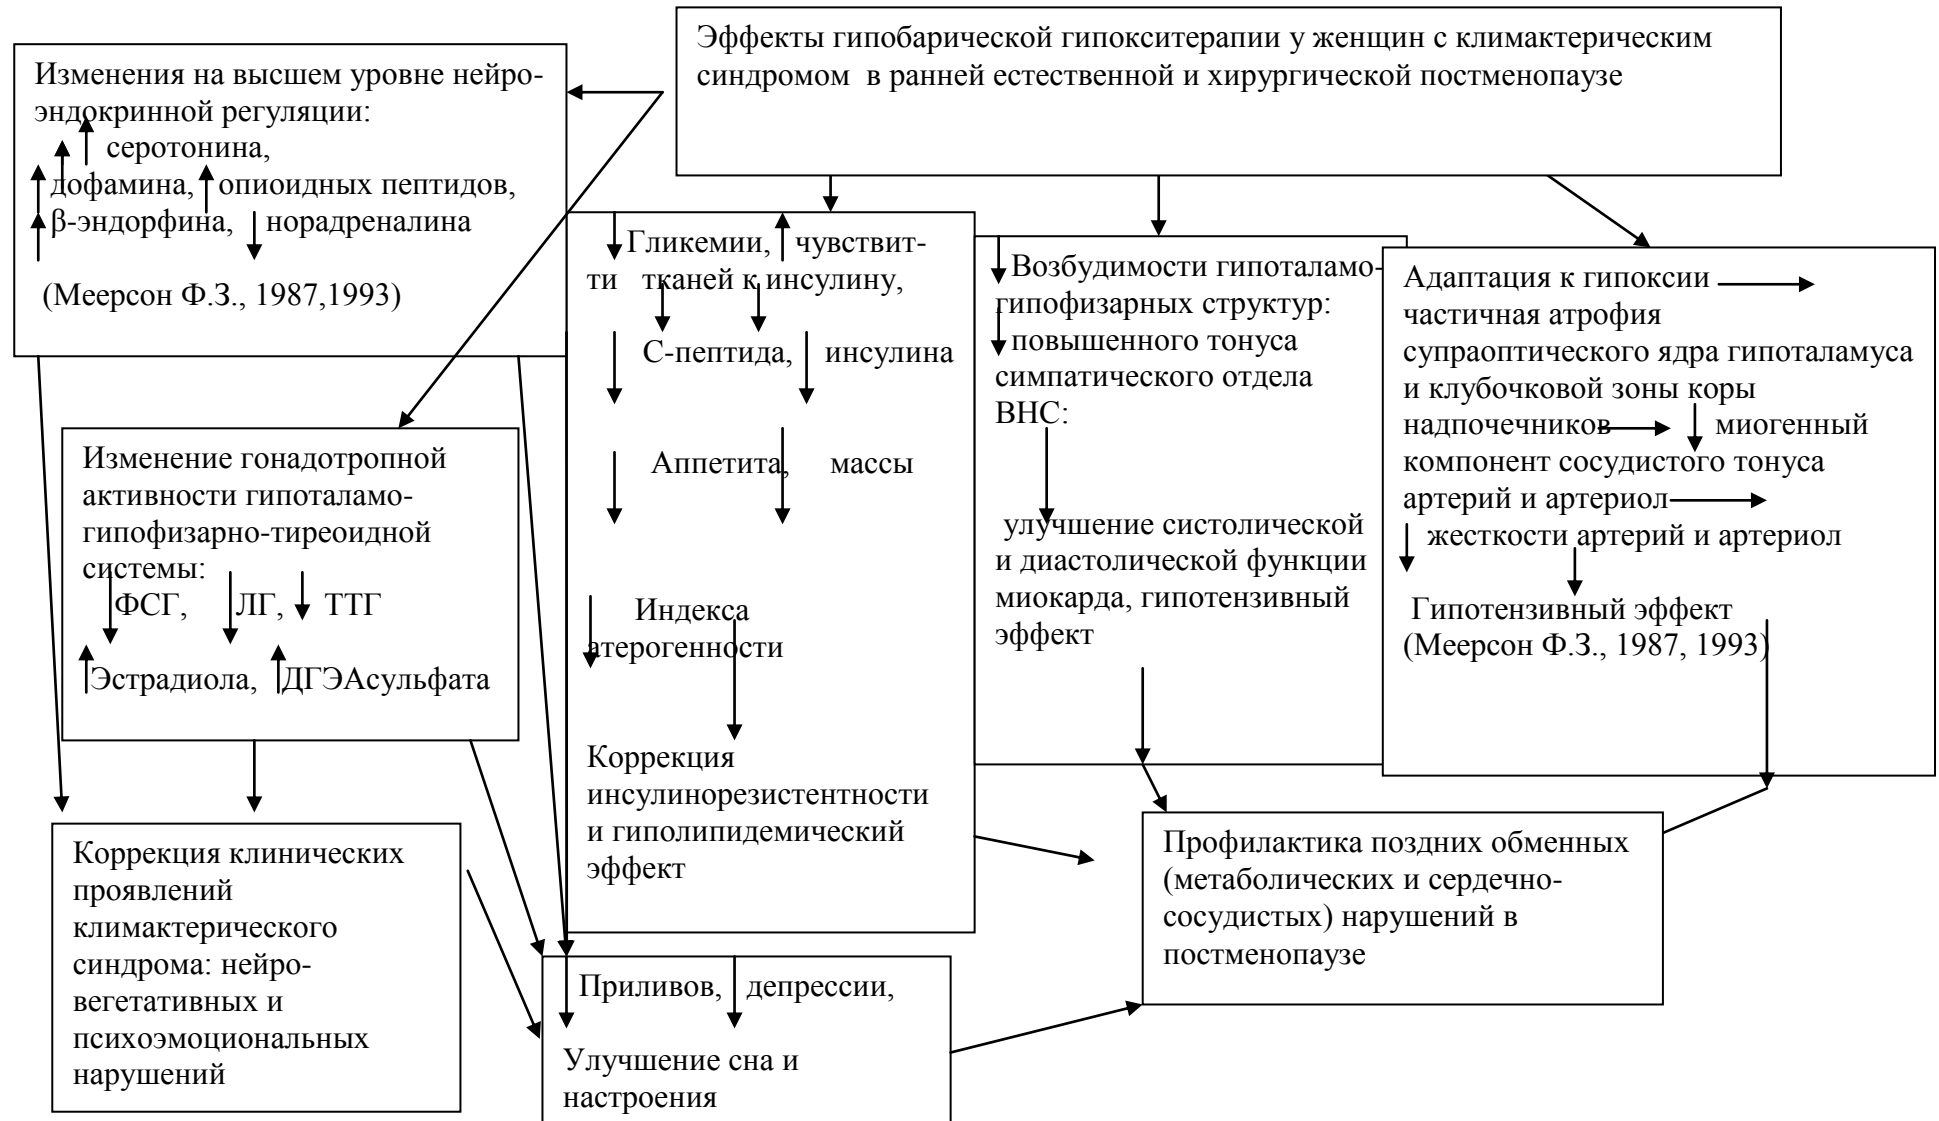 Эффекты гипобарической гипокситерапии у женщин с климактерическим
синдромом в ранней естественной и хирургической постменопаузе
Изменения на высшем уровне нейро-
эндокринной регуляции:
серотонина,
дофамина, опиоидных пептидов,
β-эндорфина, норадреналина
(Меерсон Ф.З., 1987,1993)
Гликемии, чувствит-
ти тканей к инсулину,
С-пептида, инсулина
Аппетита, массы
Индекса
атерогенности
Коррекция
инсулинорезистентности
и гиполипидемический
эффект
Возбудимости гипоталамо-
гипофизарных структур:
повышенного тонуса
симпатического отдела
ВНС:
улучшение систолической
и диастолической функции
миокарда, гипотензивный
эффект
Адаптация к гипоксии
частичная атрофия
супраоптического ядра гипоталамуса
и клубочковой зоны коры
надпочечников миогенный
компонент сосудистого тонуса
артерий и артериол
жесткости артерий и артериол
Гипотензивный эффект
(Меерсон Ф.З., 1987, 1993)
Изменение гонадотропной
активности гипоталамо-
гипофизарно-тиреоидной
системы:
ФСГ, ЛГ, ТТГ
Эстрадиола, ДГЭАсульфата
Коррекция клинических
проявлений
климактерического
синдрома: нейро-
вегетативных и
психоэмоциональных
нарушений
Приливов, депрессии,
Улучшение сна и
настроения
Профилактика поздних обменных
(метаболических и сердечно-
сосудистых) нарушений в
постменопаузе